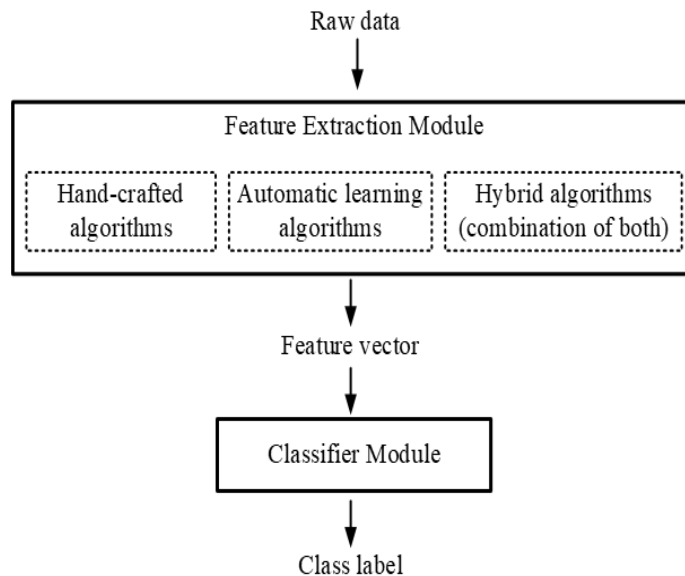 Raw data
Feature Extraction Module
Hand-crafted
algorithms
Automatic learning
algorithms
Hybrid algorithms
(combination of both)
Feature vector
Classifier Module
Class label